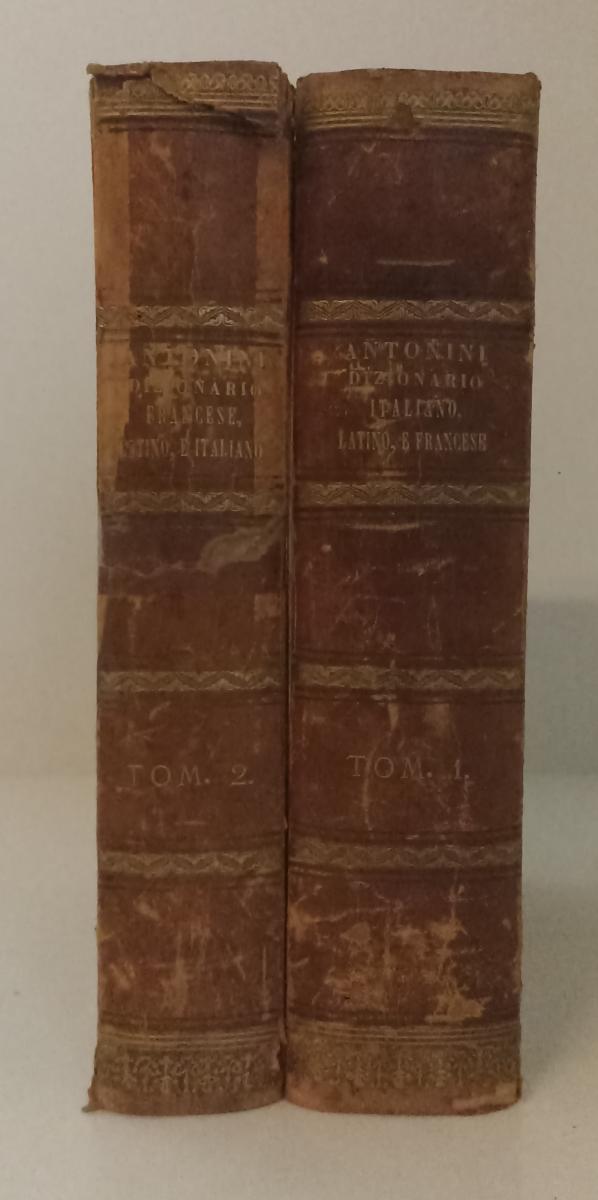 ANTONINI
DIZIONARIO
FRANCESE,
LATINO, E ITALIANO
TOM. 2.
ANTONINI
DIZIONARIO
ITALIANO,
LATINO, E FRANCESE
TOM. 1.